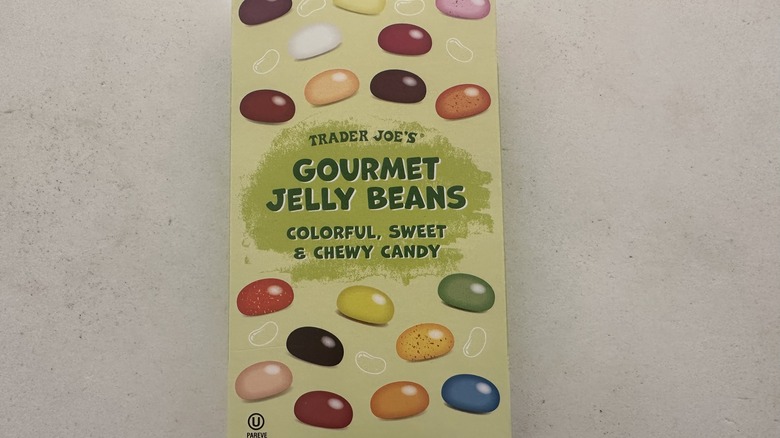 TRADER JOE'S®
GOURMET
JELLY BEANS
COLORFUL, SWEET
& CHEWY CANDY
U
PAREVE